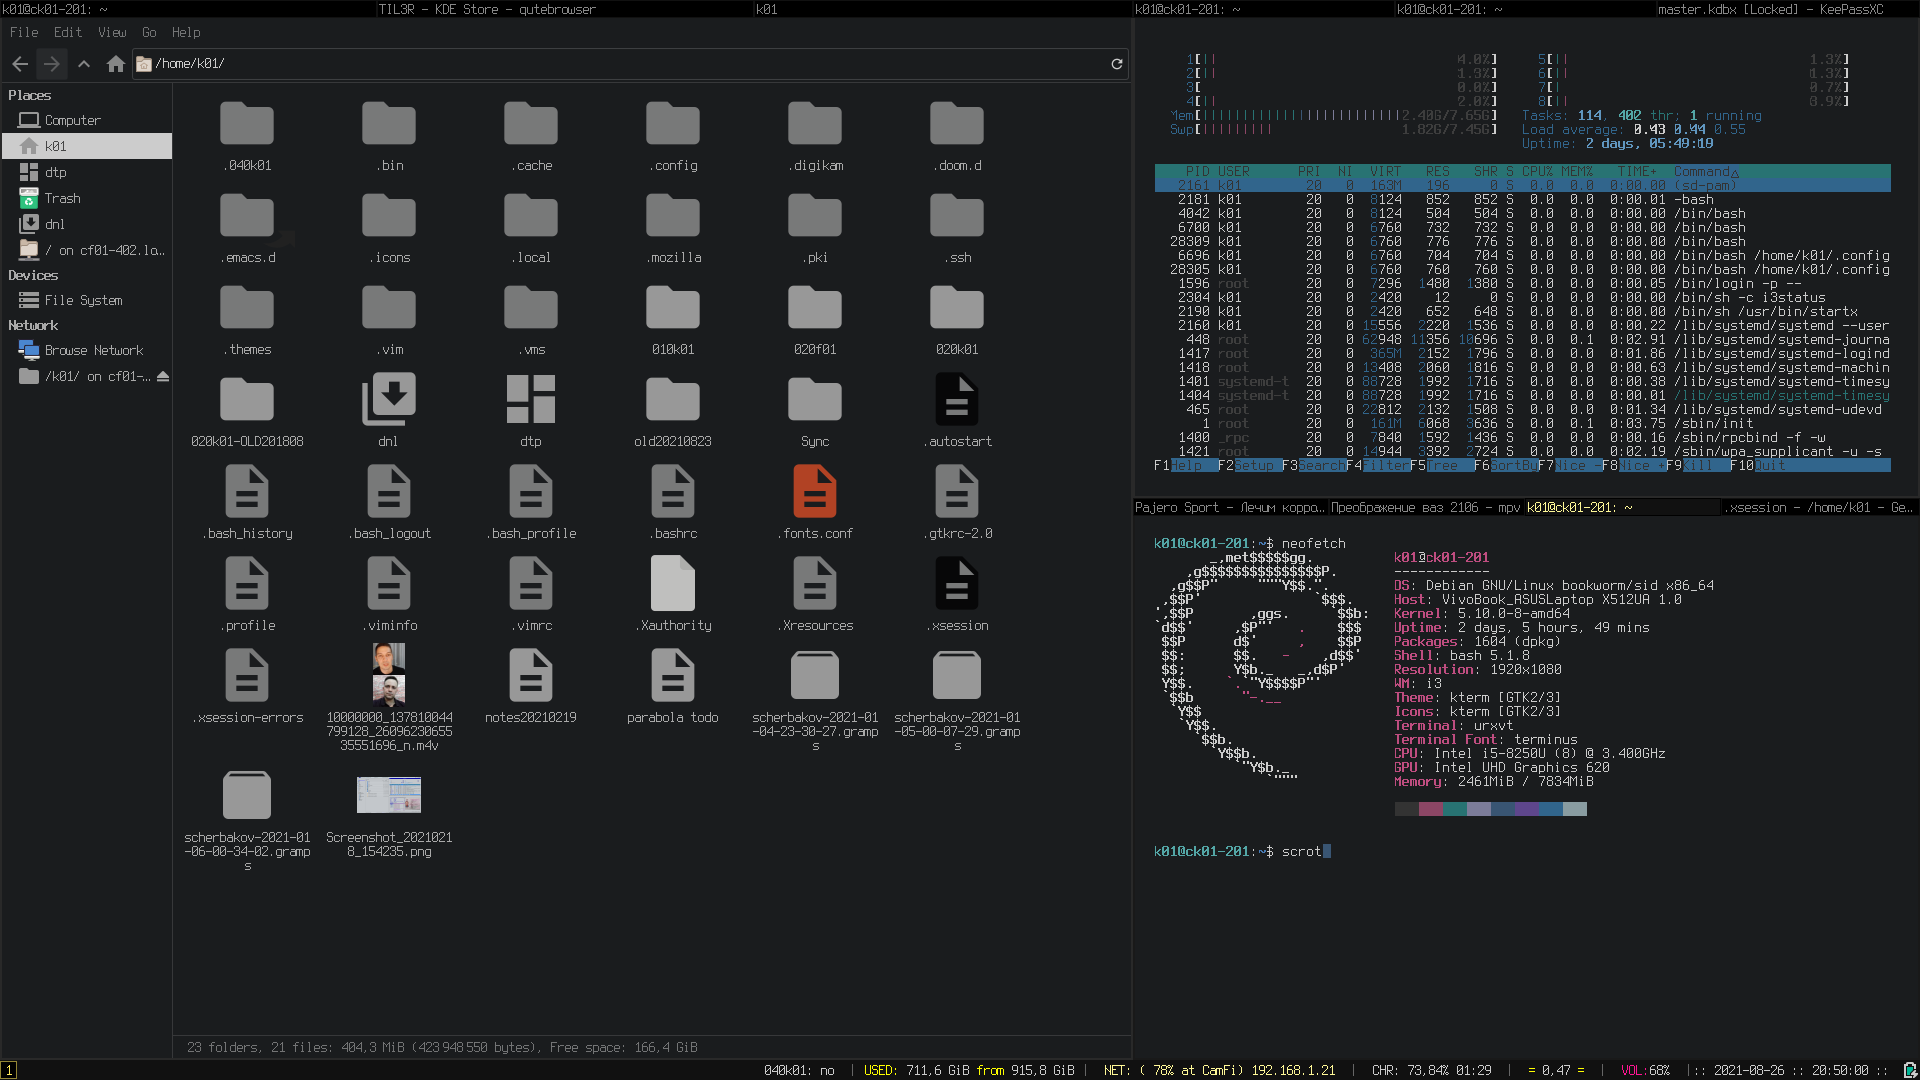 k01@ck01-201: ~
TIL3R - KDE Store - qutebrowser
k01
File Edit View Go Help
/home/k01/
Places
Computer
k01
dtp
Trash
dnl
/ on cf01-402.lo…
Devices
File System
Network
Browse Network
/k01/ on cf01-…
.040k01 .bin .cache .config .digikam .doom.d
.emacs.d .icons .local .mozilla .pki .ssh
.themes .vim .vms 010k01 020f01 020k01
020k01-OLD201808 dnl dtp old20210823 Sync .autostart
.bash_history .bash_logout .bash_profile .bashrc .fonts.conf .gtkrc-2.0
.profile .viminfo .vimrc .Xauthority .Xresources .xsession
.xsession-errors
10000000_137810044
799128_26096230655
35551696_n.m4v
notes20210219
parabola todo
scherbakov-2021-01
-04-23-30-27.gramp
s
scherbakov-2021-01
-05-00-07-29.gramp
s
scherbakov-2021-01
-06-00-34-02.gramp
s
Screenshot_2021021
8_154235.png
23 folders, 21 files: 404,3 MiB (423 948 550 bytes), Free space: 166,4 GiB
k01@ck01-201: ~
k01@ck01-201: ~
master.kdbx [Locked] - KeePassXC
1[|| 4.0%] 5[|| 1.3%]
2[|| 1.3%] 6[|| 1.3%]
3[ 0.0%] 7[| 0.7%]
4[|| 2.0%] 8[|| 3.9%]
Mem[ 2.40G/7.65G] Tasks: 114, 402 thr; 1 running
Swp[ 1.82G/7.45G] Load average: 0.43 0.44 0.55
Uptime: 2 days, 05:49:19
PID USER PRI NI VIRT RES SHR S CPU% MEM% TIME+ Command△
2161 k01 20 0 163M 196 0 S 0.0 0.0 0:00.00 (sd-pam)
2181 k01 20 0 8124 852 852 S 0.0 0.0 0:00.01 -bash
4042 k01 20 0 8124 504 504 S 0.0 0.0 0:00.00 /bin/bash
6700 k01 20 0 6760 732 732 S 0.0 0.0 0:00.00 /bin/bash
28309 k01 20 0 6760 776 776 S 0.0 0.0 0:00.00 /bin/bash
6696 k01 20 0 6760 704 704 S 0.0 0.0 0:00.00 /bin/bash /home/k01/.config
28305 k01 20 0 6760 760 760 S 0.0 0.0 0:00.00 /bin/bash /home/k01/.config
1596 root 20 0 7296 1480 1380 S 0.0 0.0 0:00.05 /bin/login -p --
2304 k01 20 0 2420 12 0 S 0.0 0.0 0:00.00 /bin/sh -c i3status
2190 k01 20 0 2420 652 648 S 0.0 0.0 0:00.00 /bin/sh /usr/bin/startx
2160 k01 20 0 15556 2220 1536 S 0.0 0.0 0:00.22 /lib/systemd/systemd --user
448 root 20 0 62948 11356 10696 S 0.0 0.1 0:02.91 /lib/systemd/systemd-journa
1417 root 20 0 365M 2152 1796 S 0.0 0.0 0:01.86 /lib/systemd/systemd-logind
1418 root 20 0 13408 2060 1816 S 0.0 0.0 0:00.63 /lib/systemd/systemd-machin
1401 systemd-t 20 0 88728 1992 1716 S 0.0 0.0 0:00.38 /lib/systemd/systemd-timesy
1404 systemd-t 20 0 88728 1992 1716 S 0.0 0.0 0:00.01 /lib/systemd/systemd-timesy
465 root 20 0 22812 2132 1508 S 0.0 0.0 0:01.34 /lib/systemd/systemd-udevd
1 root 20 0 161M 6068 3636 S 0.0 0.1 0:03.75 /sbin/init
1400 _rpc 20 0 7840 1592 1436 S 0.0 0.0 0:00.16 /sbin/rpcbind -f -w
1421 root 20 0 14944 3392 2724 S 0.0 0.0 0:02.19 /sbin/wpa_supplicant -u -s
F1Help F2Setup F3Search F4Filter F5Tree F6SortBy F7Nice - F8Nice + F9Kill F10Quit
Pajero Sport - Лечим корро…
Преображение ваз 2106 - mpv
k01@ck01-201: ~
.xsession - /home/k01 - Ge…
k01@ck01-201:~$ neofetch
k01@ck01-201
------------
OS: Debian GNU/Linux bookworm/sid x86_64
Host: VivoBook_ASUSLaptop X512UA 1.0
Kernel: 5.10.0-8-amd64
Uptime: 2 days, 5 hours, 49 mins
Packages: 1604 (dpkg)
Shell: bash 5.1.8
Resolution: 1920x1080
WM: i3
Theme: kterm [GTK2/3]
Icons: kterm [GTK2/3]
Terminal: urxvt
Terminal Font: terminus
CPU: Intel i5-8250U (8) @ 3.400GHz
GPU: Intel UHD Graphics 620
Memory: 2461MiB / 7834MiB
k01@ck01-201:~$ scrot
1
040k01: no | USED: 711,6 GiB from 915,8 GiB | NET: ( 78% at CamFi) 192.168.1.21 | CHR: 73,84% 01:29 | = 0,47 = | VOL:68% |:: 2021-08-26 :: 20:50:00 ::